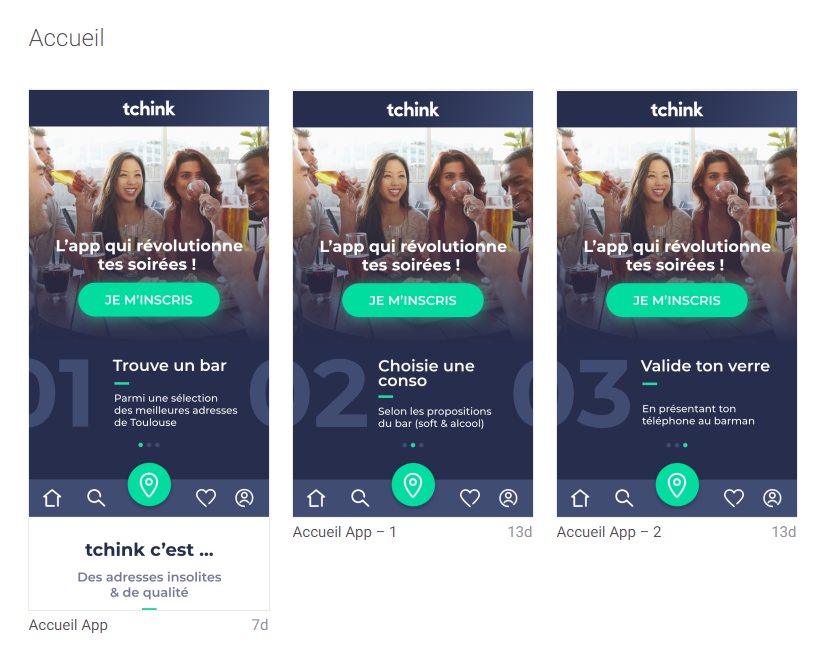 Accueil
tchink
L'app qui révolutionne
tes soirées !
JE M'INSCRIS
01
Trouve un bar
Parmi une sélection
des meilleures adresses
de Toulouse
tchink c'est ...
Des adresses insolites
& de qualité
Accueil App
7d
tchink
L'app qui révolutionne
tes soirées !
JE M'INSCRIS
02
Choisie une
conso
Selon les propositions
du bar (soft & alcool)
Accueil App – 1
13d
tchink
L'app qui révolutionne
tes soirées !
JE M'INSCRIS
03
Valide ton verre
En présentant ton
téléphone au barman
Accueil App – 2
13d